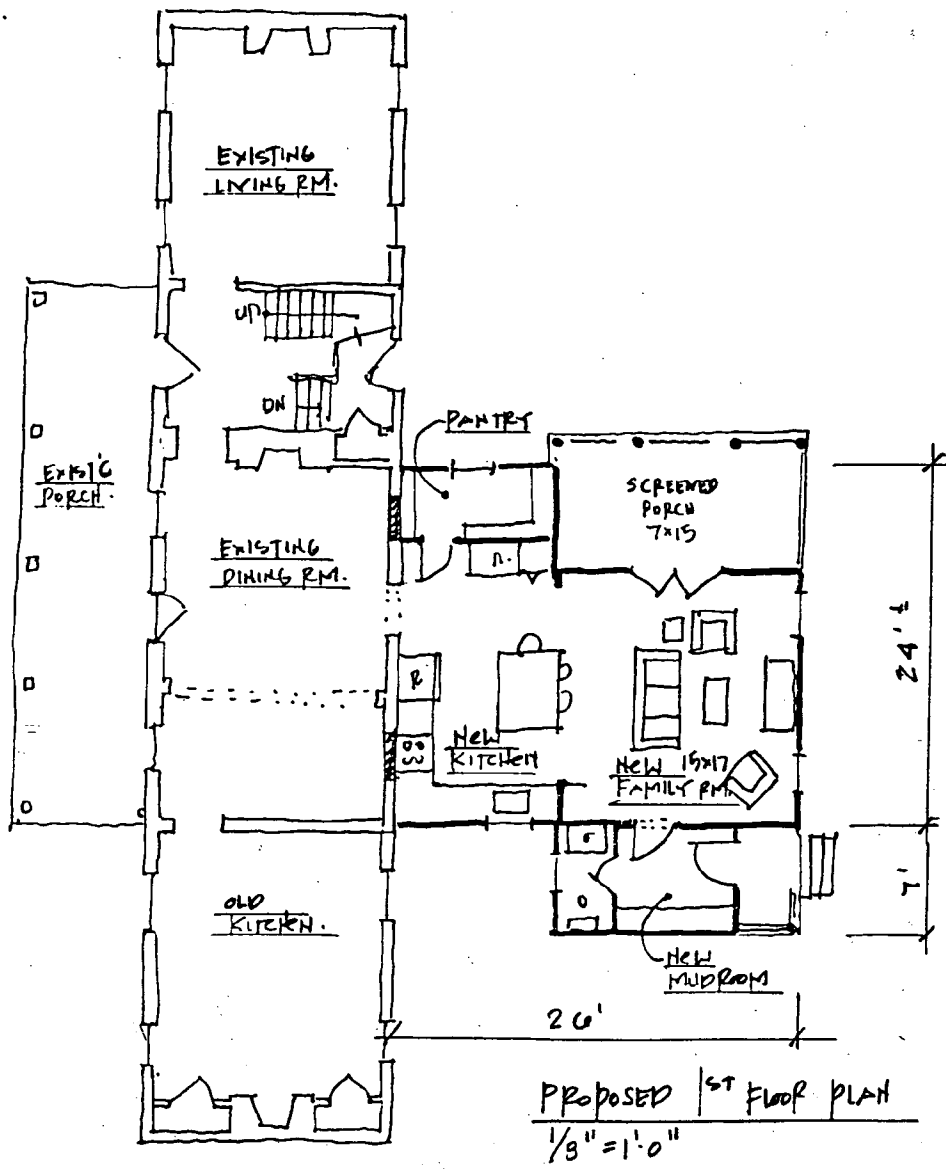 EXISTING
LIVING RM.
UP
DN
PANTRY
EXIST'G
PORCH.
SCREENED
PORCH
7x15
EXISTING
DINING RM.
R
NEW
KITCHEN
NEW 15x17
FAMILY RM.
24' ±
7'
OLD
KITCHEN.
NEW
MUDROOM
26'
PROPOSED 1ST FLOOR PLAN
1/8" = 1'-0"